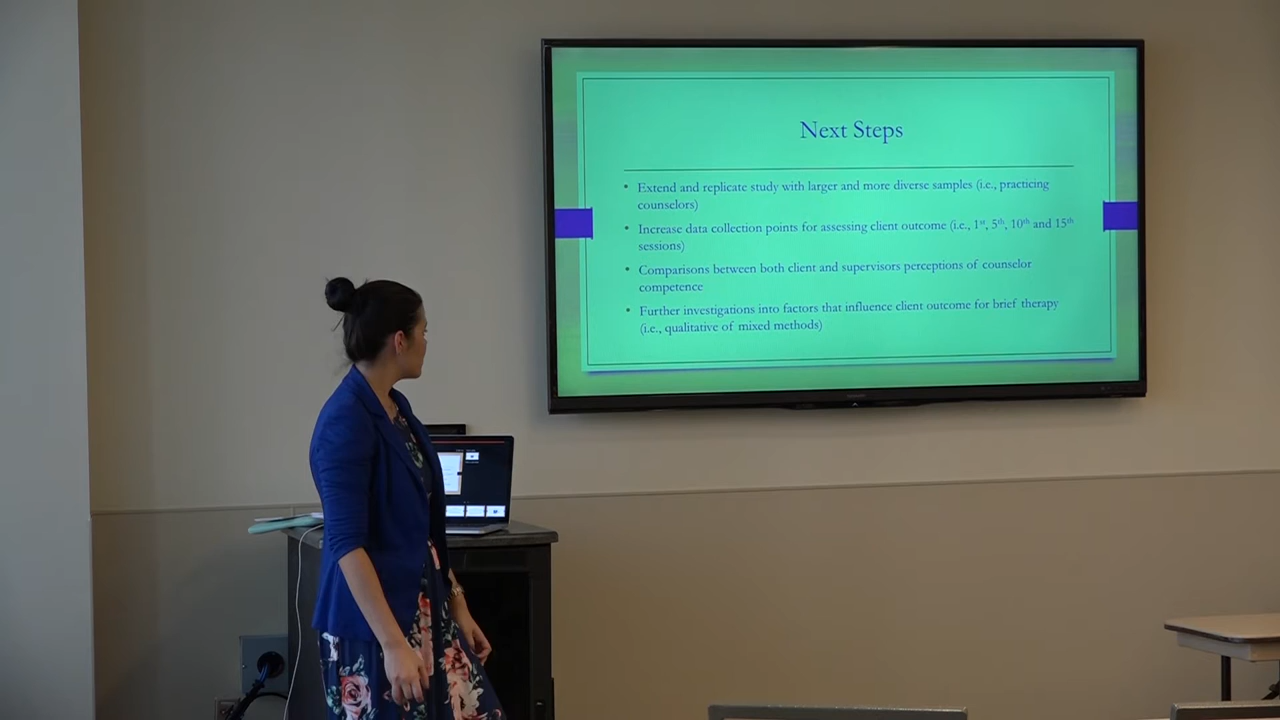 Next Steps
• Extend and replicate study with larger and more diverse samples (i.e., practicing
counselors)
• Increase data collection points for assessing client outcome (i.e., 1st, 5th, 10th and 15th
sessions)
• Comparisons between both client and supervisors perceptions of counselor
competence
• Further investigations into factors that influence client outcome for brief therapy
(i.e., qualitative of mixed methods)